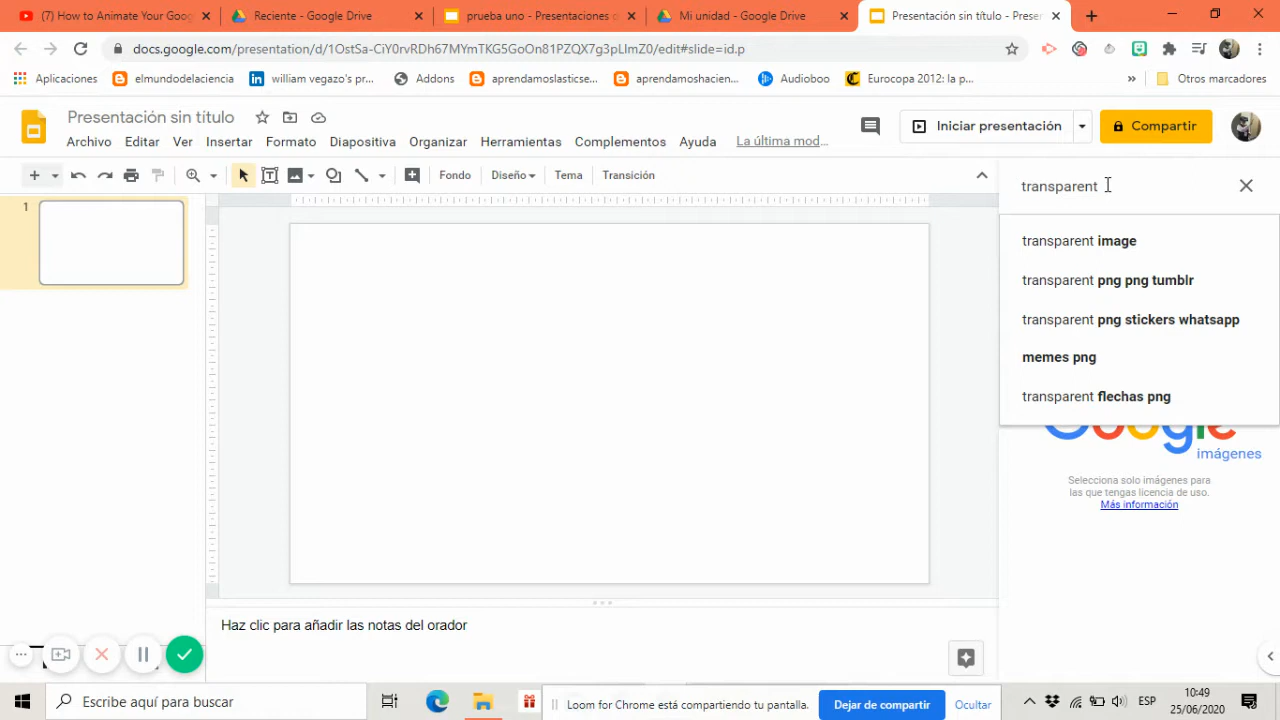 (7) How to Animate Your Goog
Reciente - Google Drive
prueba uno - Presentaciones
Mi unidad - Google Drive
Presentación sin título - Preser
docs.google.com/presentation/d/1OstSa-CiY0rvRDh67MYmTKG5GoOn81PZQX7g3pLlmZ0/edit#slide=id.p
Aplicaciones
elmundodelaciencia
william vegazo's pr...
Addons
aprendamoslasticse...
aprendamoshacien...
Audioboo
Eurocopa 2012: la p...
Otros marcadores
Presentación sin título
Iniciar presentación
Compartir
Archivo Editar Ver Insertar Formato Diapositiva Organizar Herramientas Complementos Ayuda La última mod...
Fondo Diseño Tema Transición
1
transparent
transparent image
transparent png png tumblr
transparent png stickers whatsapp
memes png
transparent flechas png
Google
imágenes
Selecciona solo imágenes para
las que tengas licencia de uso.
Más información
Haz clic para añadir las notas del orador
Escribe aquí para buscar
Loom for Chrome está compartiendo tu pantalla.
Dejar de compartir
Ocultar
ESP
10:49
25/06/2020